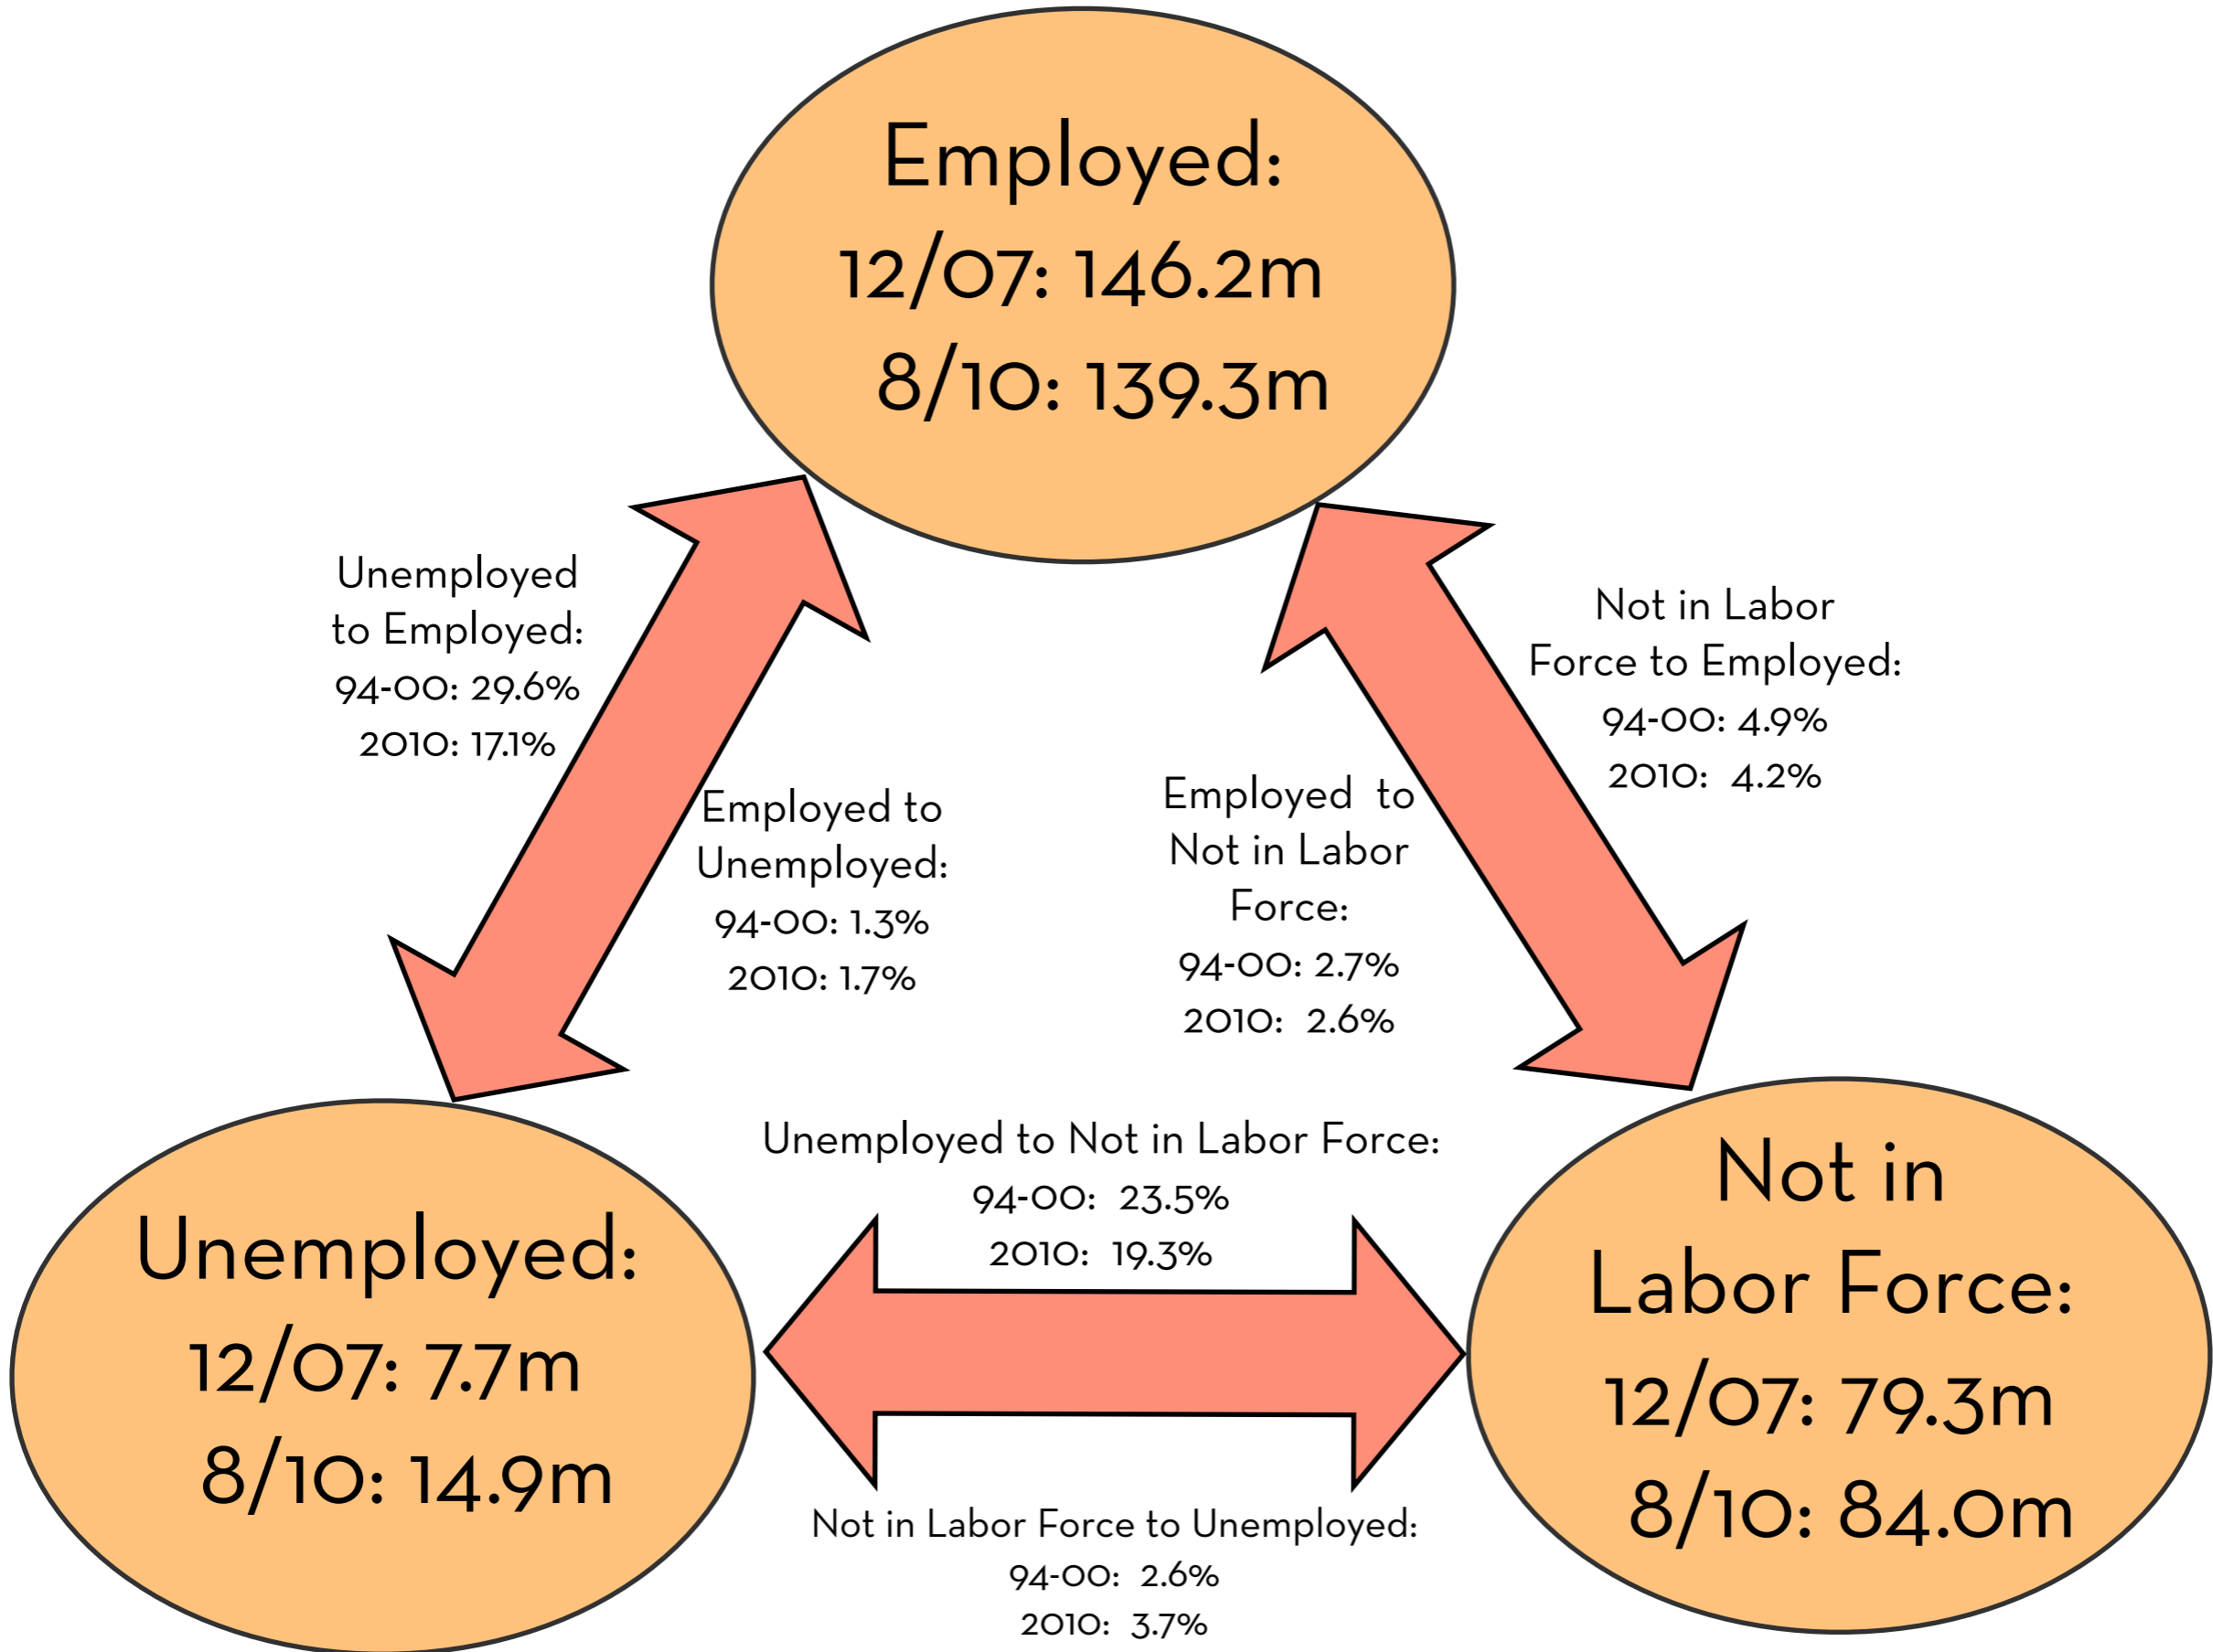 Employed:
12/07: 146.2m
8/10: 139.3m
Unemployed
to Employed:
94-00: 29.6%
2010: 17.1%
Not in Labor
Force to Employed:
94-00: 4.9%
2010: 4.2%
Employed to
Unemployed:
94-00: 1.3%
2010: 1.7%
Employed to
Not in Labor
Force:
94-00: 2.7%
2010: 2.6%
Unemployed to Not in Labor Force:
94-00: 23.5%
2010: 19.3%
Unemployed:
12/07: 7.7m
8/10: 14.9m
Not in
Labor Force:
12/07: 79.3m
8/10: 84.0m
Not in Labor Force to Unemployed:
94-00: 2.6%
2010: 3.7%